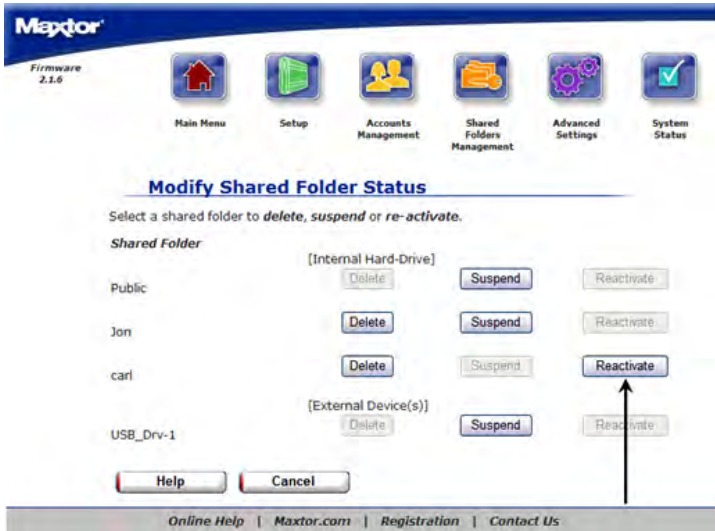 Maxtor
Firmware
2.1.6
Main Menu
Setup
Accounts
Management
Shared
Folders
Management
Advanced
Settings
System
Status
Modify Shared Folder Status
Select a shared folder to delete, suspend or re-activate.
Shared Folder
[Internal Hard-Drive]
Public Delete Suspend Reactivate
Jon Delete Suspend Reactivate
carl Delete Suspend Reactivate
[External Device(s)]
USB_Drv-1 Delete Suspend Reactivate
Help Cancel
Online Help | Maxtor.com | Registration | Contact Us